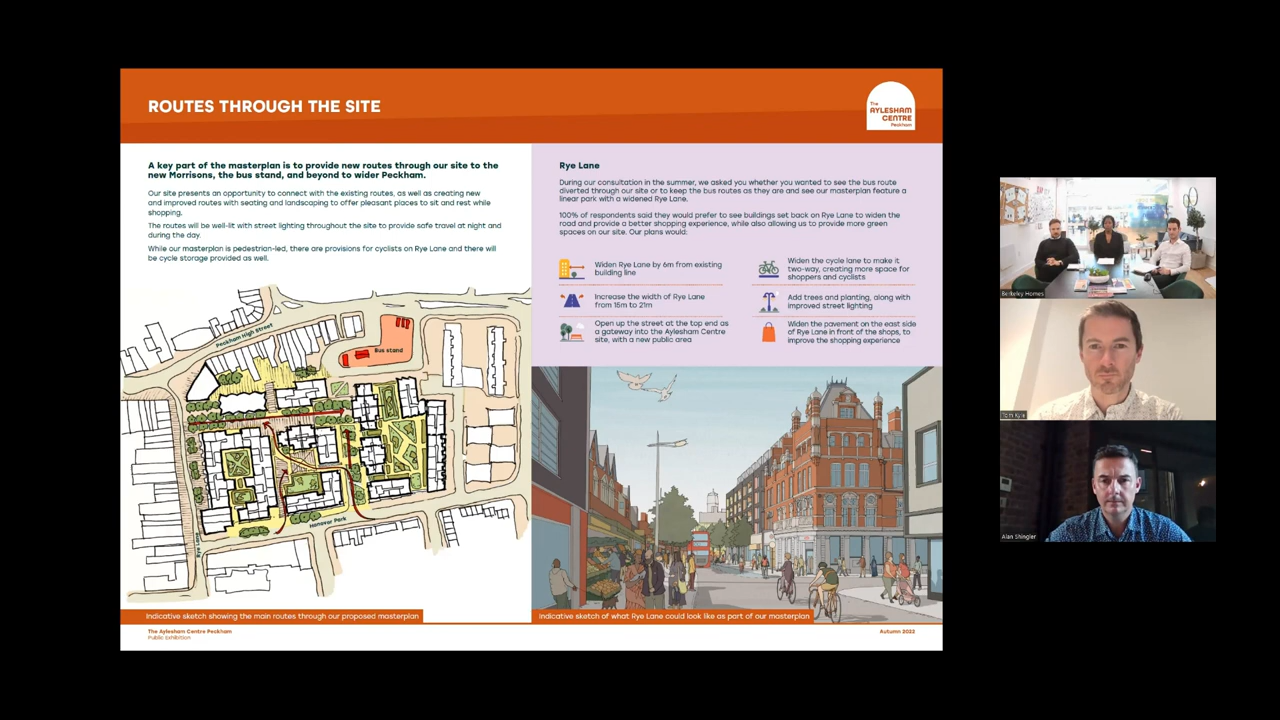 ROUTES THROUGH THE SITE
The
AYLESHAM
CENTRE
Peckham
A key part of the masterplan is to provide new routes through our site to the
new Morrisons, the bus stand, and beyond to wider Peckham.
Our site presents an opportunity to connect with the existing routes, as well as creating new
and improved routes with seating and landscaping to offer pleasant places to sit and rest while
shopping.
The routes will be well-lit with street lighting throughout the site to provide safe travel at night and
during the day.
While our masterplan is pedestrian-led, there are provisions for cyclists on Rye Lane and there will
be cycle storage provided as well.
Peckham High Street
Bus stand
Hanover Park
Rye Lane
Indicative sketch showing the main routes through our proposed masterplan
Rye Lane
During our consultation in the summer, we asked you whether you wanted to see the bus route
diverted through our site or to keep the bus routes as they are and see our masterplan feature a
linear park with a widened Rye Lane.
100% of respondents said they would prefer to see buildings set back on Rye Lane to widen the
road and provide a better shopping experience, while also allowing us to provide more green
spaces on our site. Our plans would:
Widen Rye Lane by 6m from existing
building line
Increase the width of Rye Lane
from 15m to 21m
Open up the street at the top end as
a gateway into the Aylesham Centre
site, with a new public area
Widen the cycle lane to make it
two-way, creating more space for
shoppers and cyclists
Add trees and planting, along with
improved street lighting
Widen the pavement on the east side
of Rye Lane in front of the shops, to
improve the shopping experience
Indicative sketch of what Rye Lane could look like as part of our masterplan
The Aylesham Centre Peckham
Public exhibition
Autumn 2022
Berkeley Homes
Tom
Alan Shingler